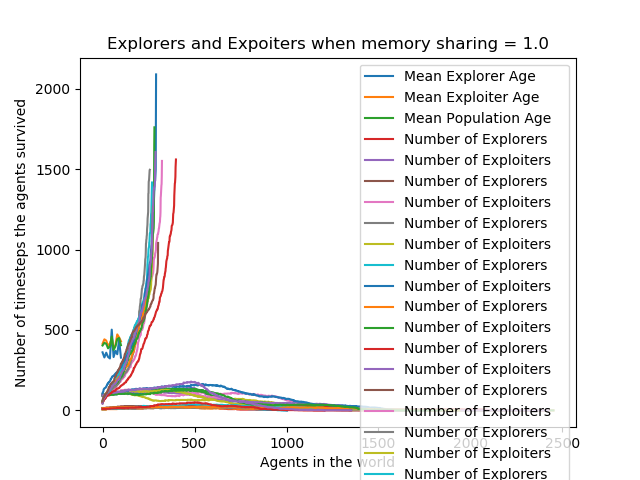 Explorers and Expoiters when memory sharing = 1.0
Number of timesteps the agents survived
2000
1500
1000
500
0
Mean Explorer Age
Mean Exploiter Age
Mean Population Age
Number of Explorers
Number of Exploiters
Number of Explorers
Number of Exploiters
Number of Explorers
Number of Exploiters
Number of Explorers
Number of Exploiters
Number of Explorers
Number of Exploiters
Number of Explorers
Number of Exploiters
Number of Explorers
Number of Exploiters
Number of Explorers
Number of Exploiters
Number of Explorers
0
500
1000
1500
2000
2500
Agents in the world